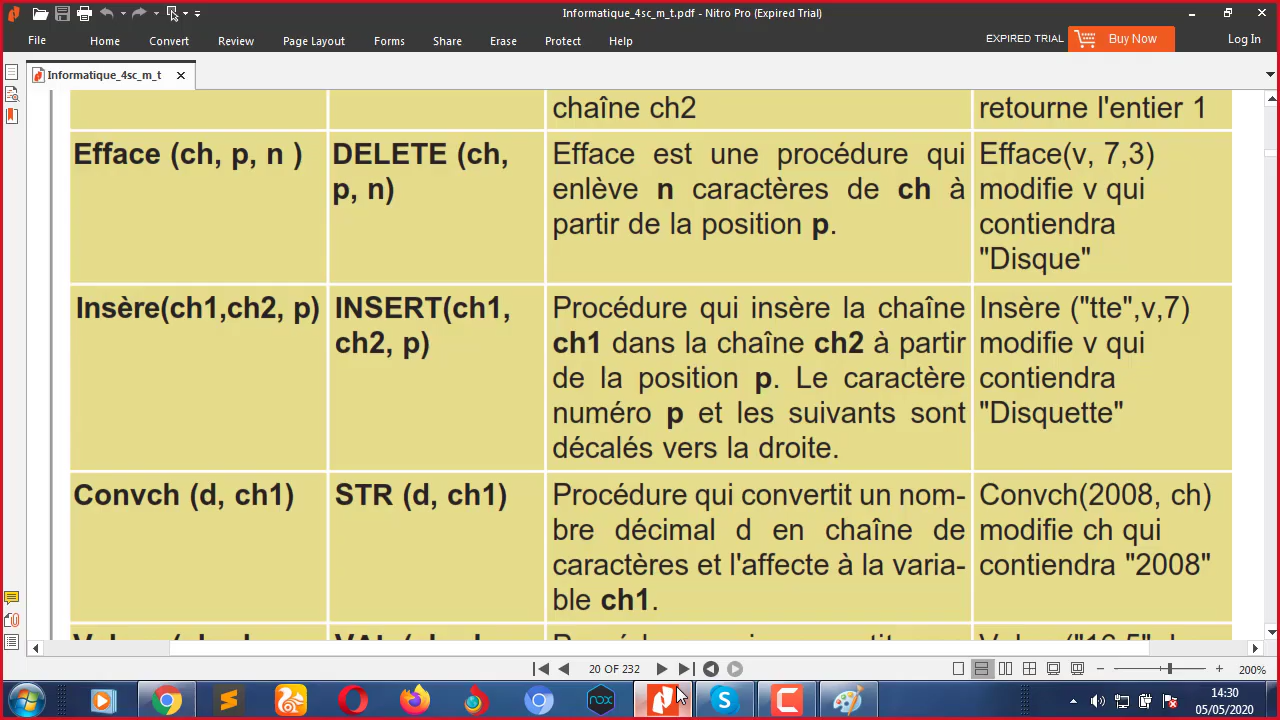 Informatique_4sc_m_t.pdf - Nitro Pro (Expired Trial)
File Home Convert Review Page Layout Forms Share Erase Protect Help EXPIRED TRIAL Buy Now Log In
Informatique_4sc_m_t
chaîne ch2
retourne l'entier 1
Efface (ch, p, n )
DELETE (ch,
p, n)
Efface est une procédure qui
enlève n caractères de ch à
partir de la position p.
Efface(v, 7,3)
modifie v qui
contiendra
"Disque"
Insère(ch1,ch2, p)
INSERT(ch1,
ch2, p)
Procédure qui insère la chaîne
ch1 dans la chaîne ch2 à partir
de la position p. Le caractère
numéro p et les suivants sont
décalés vers la droite.
Insère ("tte",v,7)
modifie v qui
contiendra
"Disquette"
Convch (d, ch1)
STR (d, ch1)
Procédure qui convertit un nom-
bre décimal d en chaîne de
caractères et l'affecte à la varia-
ble ch1.
Convch(2008, ch)
modifie ch qui
contiendra "2008"
20 OF 232
200%
nox
14:30
05/05/2020